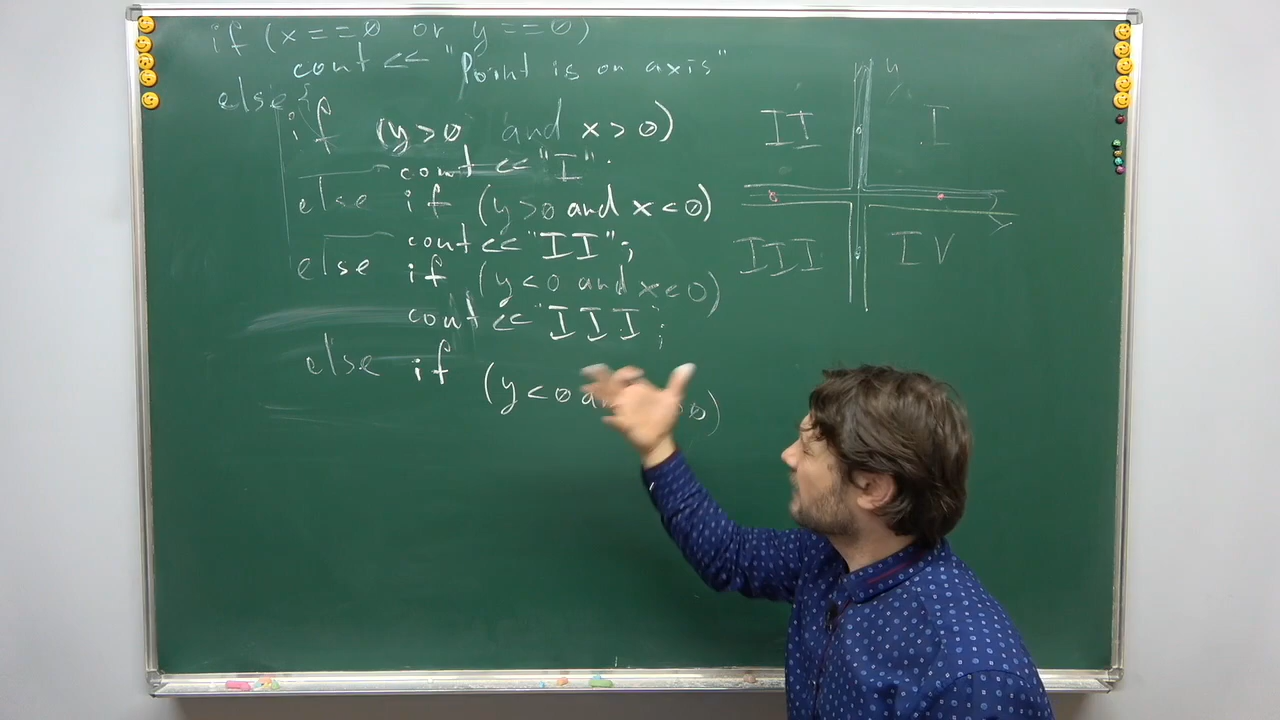 if (x==0 or y==0)
cout << "Point is on axis"
else {
if (y>0 and x>0)
cout << "I".
else if (y>0 and x<0)
cout << "II";
else if (y<0 and x<0)
cout << "III";
else if
(y<0 >0)
II I
III IV